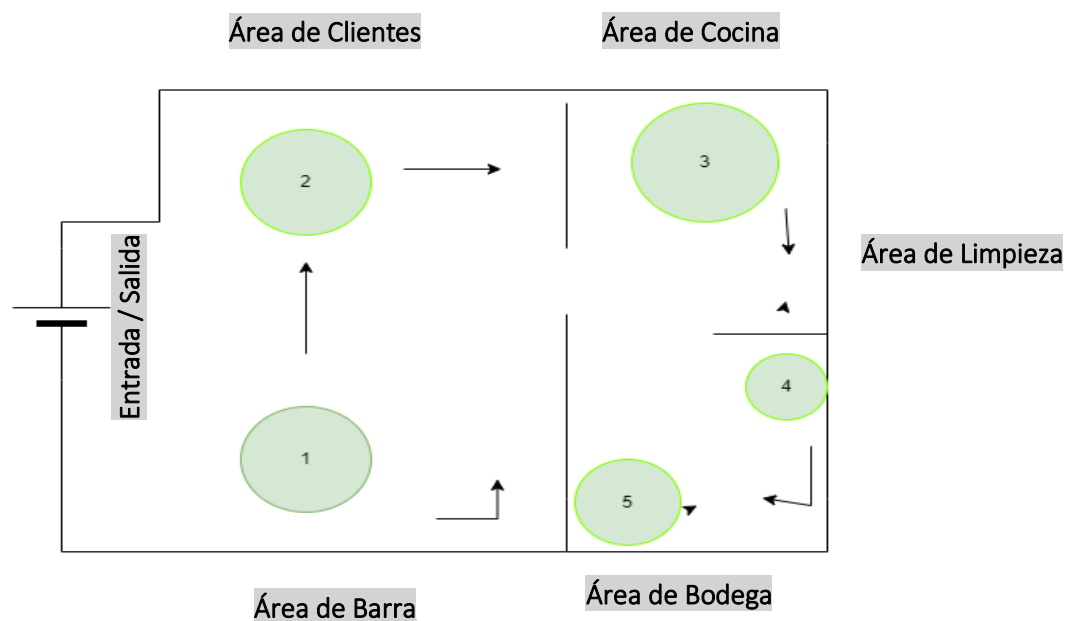 Área de Clientes
Área de Cocina
2
3
Entrada / Salida
Área de Limpieza
4
1
5
Área de Barra
Área de Bodega